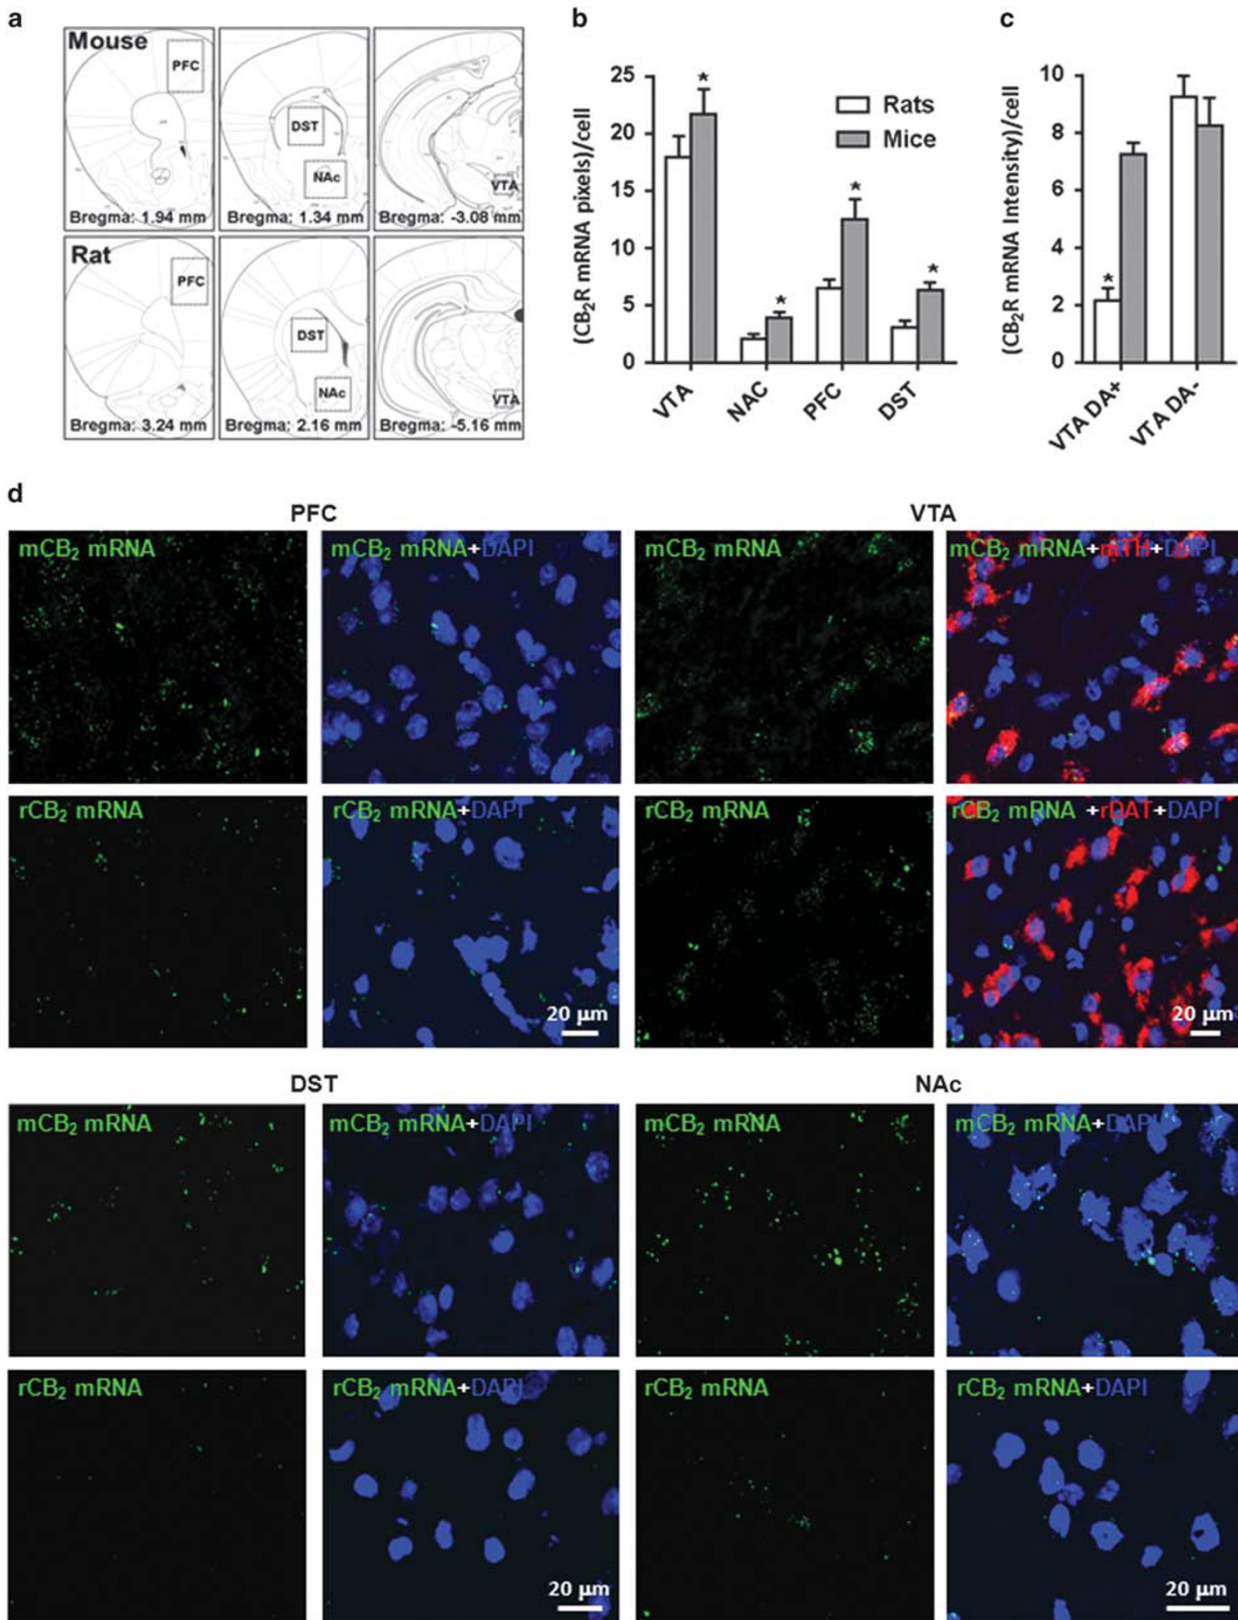 a
Mouse
PFC
Bregma: 1.94 mm
DST
NAc
Bregma: 1.34 mm
VTA
Bregma: -3.08 mm
Rat
PFC
Bregma: 3.24 mm
DST
NAc
Bregma: 2.16 mm
VTA
Bregma: -5.16 mm
b
(CB₂R mRNA pixels)/cell
25
20
15
10
5
0
* * * *
Rats
Mice
VTA
NAC
PFC
DST
c
(CB₂R mRNA Intensity)/cell
10
8
6
4
2
0
*
VTA DA+
VTA DA-
d
PFC
VTA
mCB₂ mRNA
mCB₂ mRNA+DAPI
mCB₂ mRNA
mCB₂ mRNA+mTH+DAPI
rCB₂ mRNA
rCB₂ mRNA+DAPI
20 µm
rCB₂ mRNA
rCB₂ mRNA +rDAT+DAPI
20 µm
DST
NAc
mCB₂ mRNA
mCB₂ mRNA+DAPI
mCB₂ mRNA
mCB₂ mRNA+DAPI
rCB₂ mRNA
rCB₂ mRNA+DAPI
20 µm
rCB₂ mRNA
rCB₂ mRNA+DAPI
20 µm